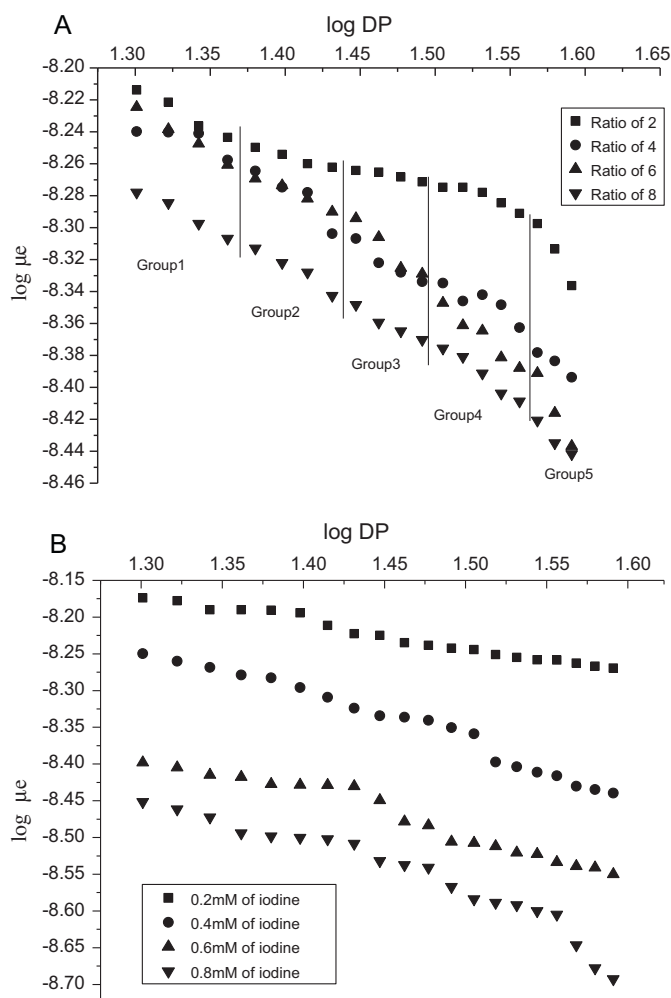 A
log DP
1.30 1.35 1.40 1.45 1.50 1.55 1.60 1.65
-8.20
-8.22
-8.24
-8.26
-8.28
-8.30
-8.32
-8.34
-8.36
-8.38
-8.40
-8.42
-8.44
-8.46
log μe
Ratio of 2
Ratio of 4
Ratio of 6
Ratio of 8
Group1
Group2
Group3
Group4
Group5
B
log DP
1.30 1.35 1.40 1.45 1.50 1.55 1.60
-8.15
-8.20
-8.25
-8.30
-8.35
-8.40
-8.45
-8.50
-8.55
-8.60
-8.65
-8.70
log μe
0.2mM of iodine
0.4mM of iodine
0.6mM of iodine
0.8mM of iodine